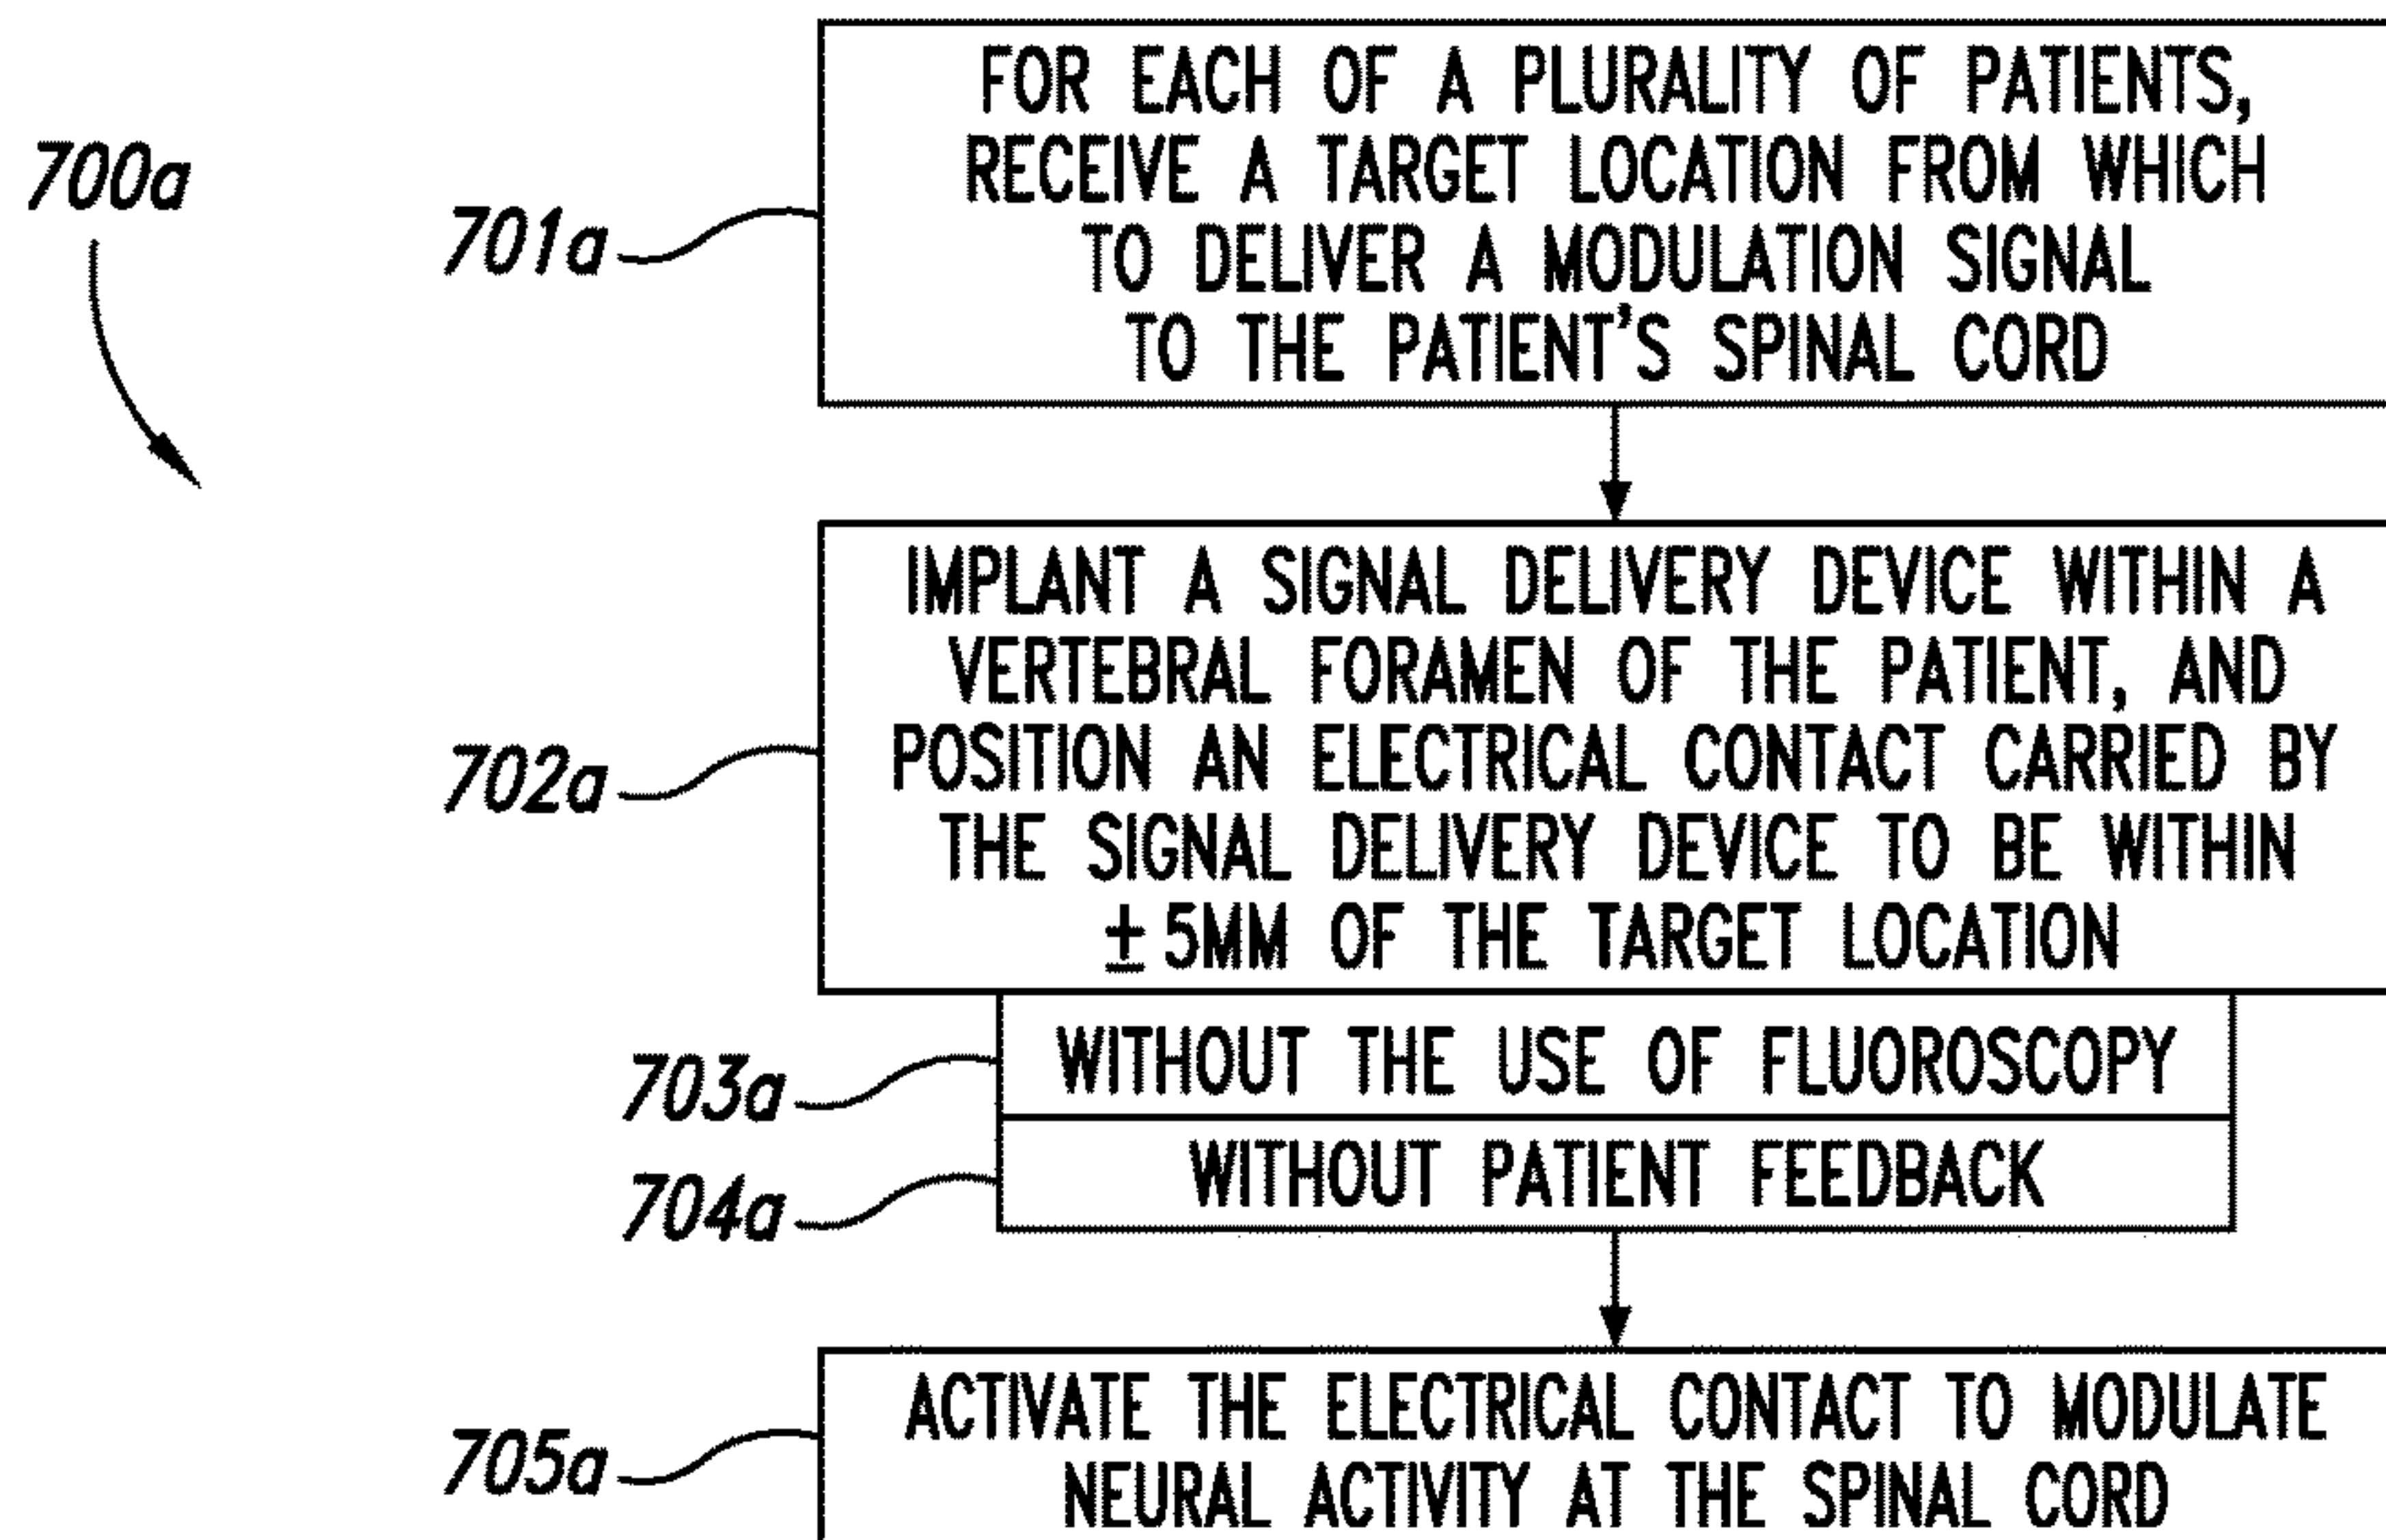 700a
701a
FOR EACH OF A PLURALITY OF PATIENTS,
RECEIVE A TARGET LOCATION FROM WHICH
TO DELIVER A MODULATION SIGNAL
TO THE PATIENT'S SPINAL CORD
702a
IMPLANT A SIGNAL DELIVERY DEVICE WITHIN A
VERTEBRAL FORAMEN OF THE PATIENT, AND
POSITION AN ELECTRICAL CONTACT CARRIED BY
THE SIGNAL DELIVERY DEVICE TO BE WITHIN
± 5MM OF THE TARGET LOCATION
703a
WITHOUT THE USE OF FLUOROSCOPY
704a
WITHOUT PATIENT FEEDBACK
705a
ACTIVATE THE ELECTRICAL CONTACT TO MODULATE
NEURAL ACTIVITY AT THE SPINAL CORD